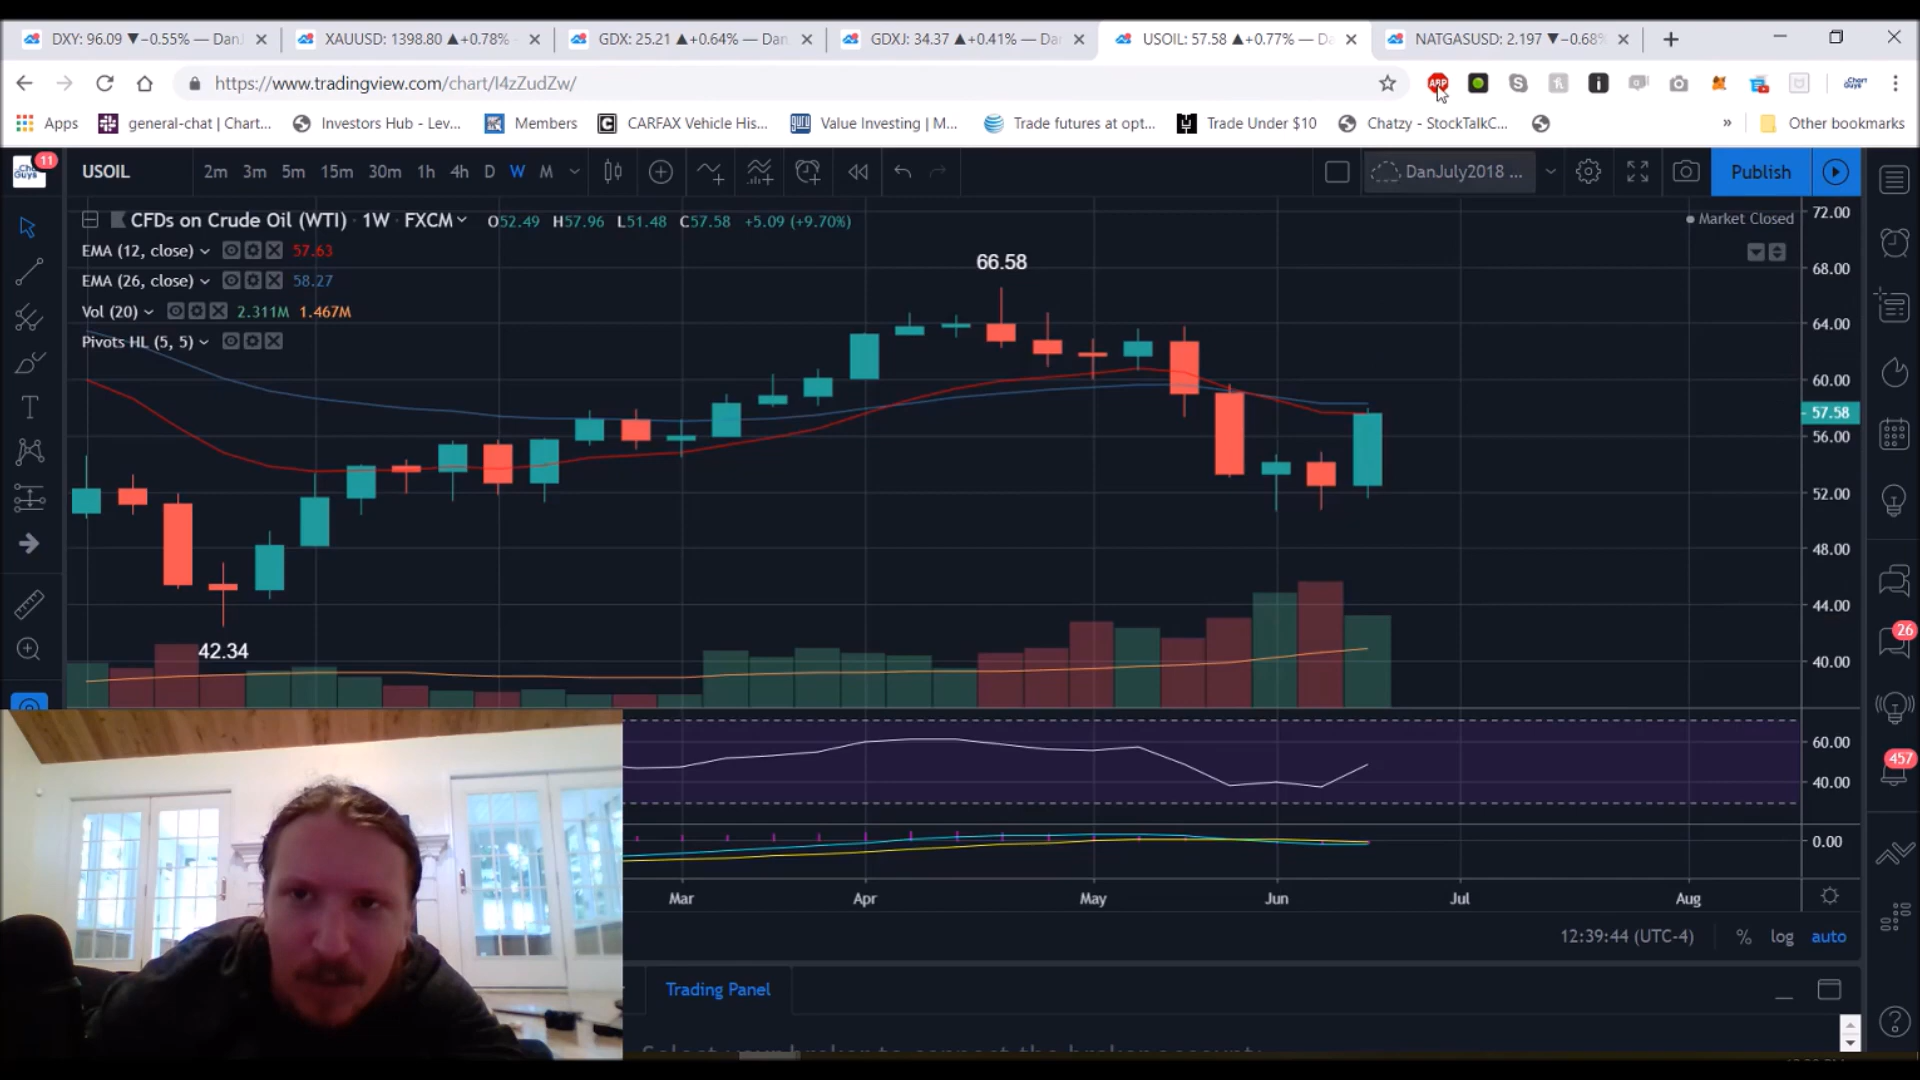 DXY: 96.09 ▼−0.55% — Dan
XAUUSD: 1398.80 ▲+0.78%
GDX: 25.21 ▲+0.64% — Dan
GDXJ: 34.37 ▲+0.41% — Dan
USOIL: 57.58 ▲+0.77% — D
NATGASUSD: 2.197 ▼−0.68%
https://www.tradingview.com/chart/I4zZudZw/
ABP
Apps
general-chat | Chart...
Investors Hub - Lev...
Members
CARFAX Vehicle His...
guru
Value Investing | M...
Trade futures at opt...
Trade Under $10
Chatzy - StockTalkC...
»
Other bookmarks
11
USOIL
2m 3m 5m 15m 30m 1h 4h D W M
DanJuly2018 ...
Publish
CFDs on Crude Oil (WTI) · 1W · FXCM
O52.49 H57.96 L51.48 C57.58 +5.09 (+9.70%)
Market Closed
EMA (12, close) 57.63
EMA (26, close) 58.27
Vol (20) 2.311M 1.467M
Pivots HL (5, 5)
66.58
42.34
72.00
68.00
64.00
60.00
57.58
56.00
52.00
48.00
44.00
40.00
60.00
40.00
0.00
26
457
Mar Apr May Jun Jul Aug
12:39:44 (UTC-4) % log auto
Trading Panel